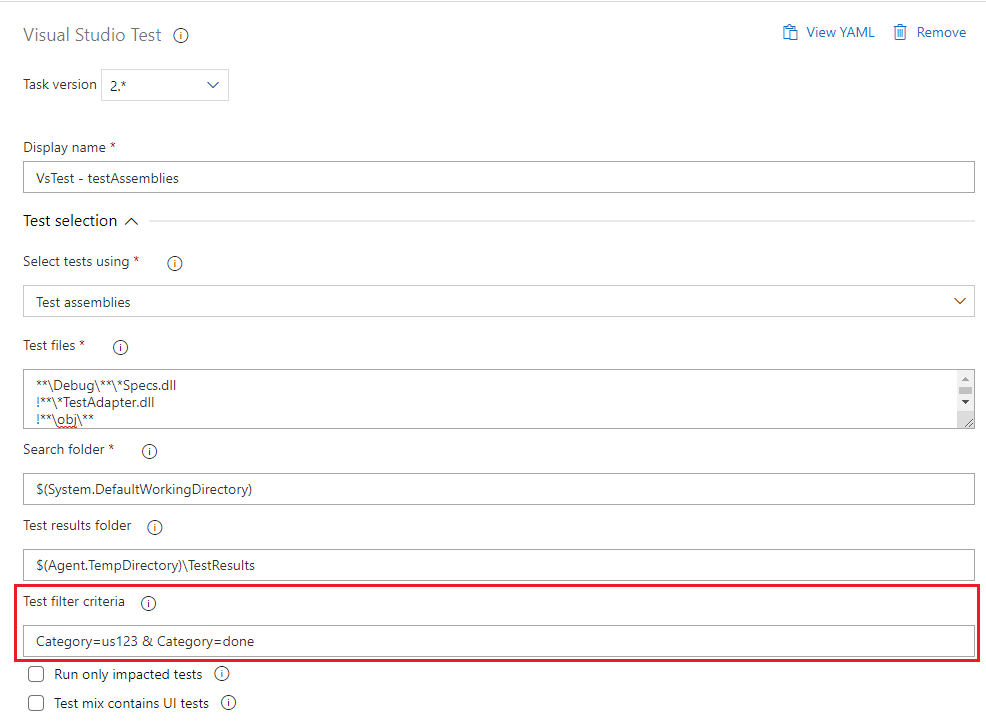 Visual Studio Test
View YAML
Remove
Task version 2.*
Display name *
VsTest - testAssemblies
Test selection
Select tests using *
Test assemblies
Test files *
**\Debug\**\*Specs.dll
!**\*TestAdapter.dll
!**\obj\**
Search folder *
$(System.DefaultWorkingDirectory)
Test results folder
$(Agent.TempDirectory)\TestResults
Test filter criteria
Category=us123 & Category=done
Run only impacted tests
Test mix contains UI tests